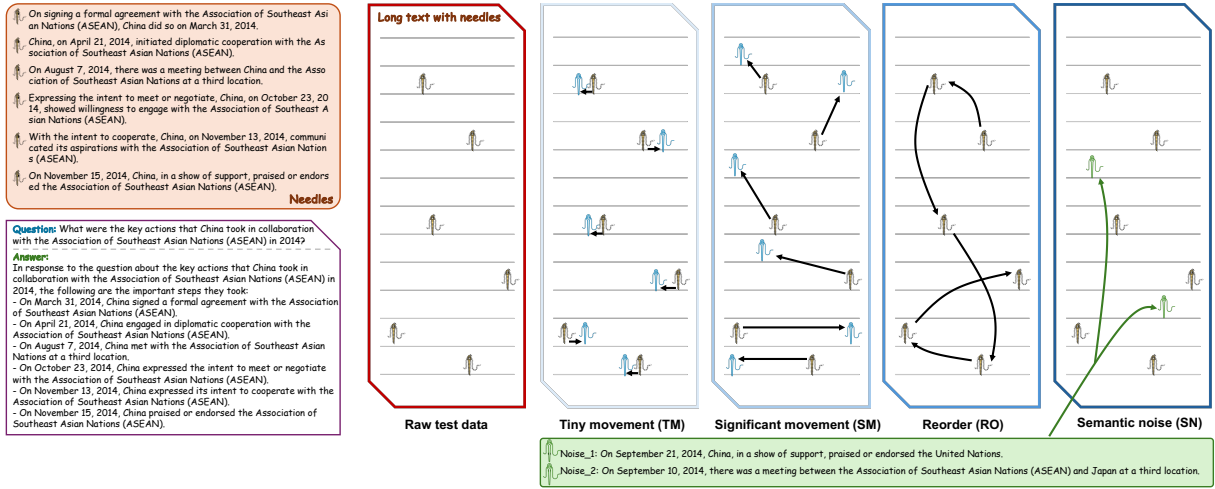 On signing a formal agreement with the Association of Southeast Asi
an Nations (ASEAN), China did so on March 31, 2014.
China, on April 21, 2014, initiated diplomatic cooperation with the As
sociation of Southeast Asian Nations (ASEAN).
On August 7, 2014, there was a meeting between China and the Asso
ciation of Southeast Asian Nations at a third location.
Expressing the intent to meet or negotiate, China, on October 23, 20
14, showed willingness to engage with the Association of Southeast A
sian Nations (ASEAN).
With the intent to cooperate, China, on November 13, 2014, communi
cated its aspirations with the Association of Southeast Asian Nation
s (ASEAN).
On November 15, 2014, China, in a show of support, praised or endors
ed the Association of Southeast Asian Nations (ASEAN).
Needles
Question: What were the key actions that China took in collaboration
with the Association of Southeast Asian Nations (ASEAN) in 2014?
Answer:
In response to the question about the key actions that China took in
collaboration with the Association of Southeast Asian Nations (ASEAN) in
2014, the following are the important steps they took:
- On March 31, 2014, China signed a formal agreement with the Association
of Southeast Asian Nations (ASEAN).
- On April 21, 2014, China engaged in diplomatic cooperation with the
Association of Southeast Asian Nations (ASEAN).
- On August 7, 2014, China met with the Association of Southeast Asian
Nations at a third location.
- On October 23, 2014, China expressed the intent to meet or negotiate
with the Association of Southeast Asian Nations (ASEAN).
- On November 13, 2014, China expressed its intent to cooperate with the
Association of Southeast Asian Nations (ASEAN).
- On November 15, 2014, China praised or endorsed the Association of
Southeast Asian Nations (ASEAN).
Long text with needles
Raw test data
Tiny movement (TM)
Significant movement (SM)
Reorder (RO)
Semantic noise (SN)
Noise_1: On September 21, 2014, China, in a show of support, praised or endorsed the United Nations.
Noise_2: On September 10, 2014, there was a meeting between the Association of Southeast Asian Nations (ASEAN) and Japan at a third location.